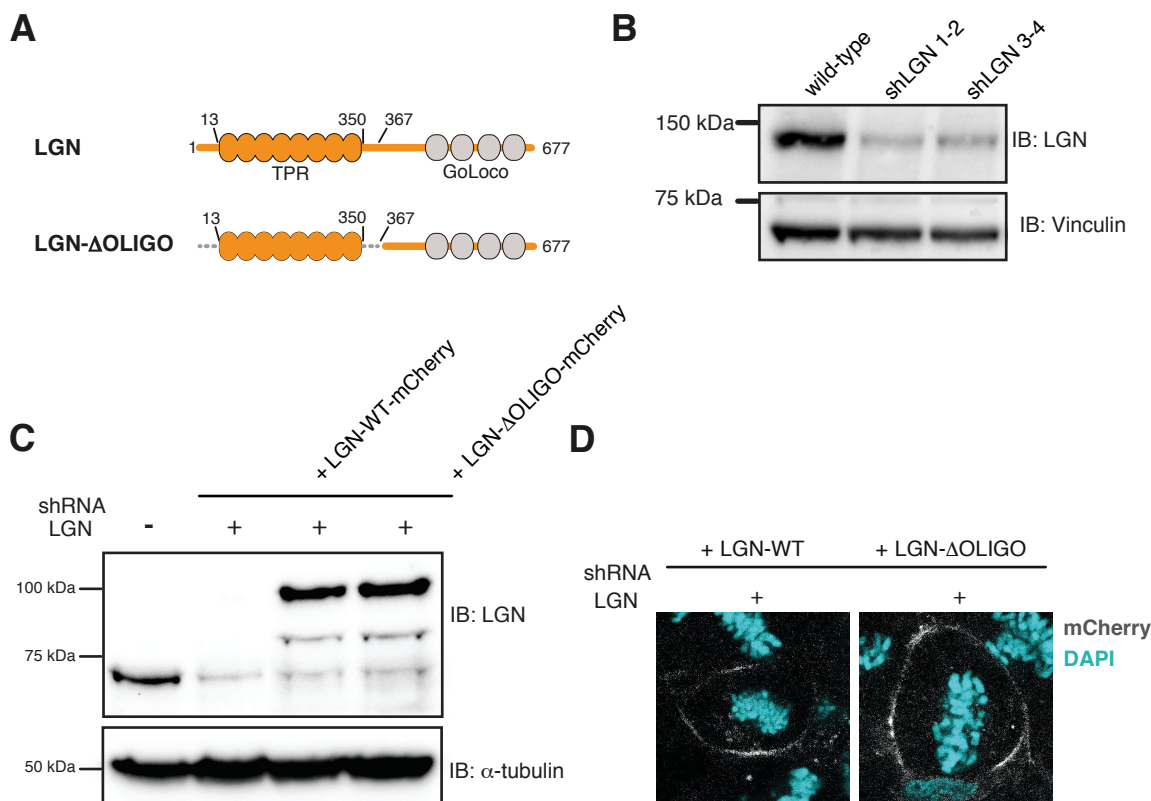 A
13
350
367
LGN
1
677
TPR
GoLoco
13
350
367
LGN-ΔOLIGO
677
B
wild-type
shLGN 1-2
shLGN 3-4
150 kDa
IB: LGN
75 kDa
IB: Vinculin
C
+ LGN-WT-mCherry
+ LGN-ΔOLIGO-mCherry
shRNA
LGN
- + + +
100 kDa
IB: LGN
75 kDa
50 kDa
IB: α-tubulin
D
+ LGN-WT
+ LGN-ΔOLIGO
shRNA
LGN
+ +
mCherry
DAPI